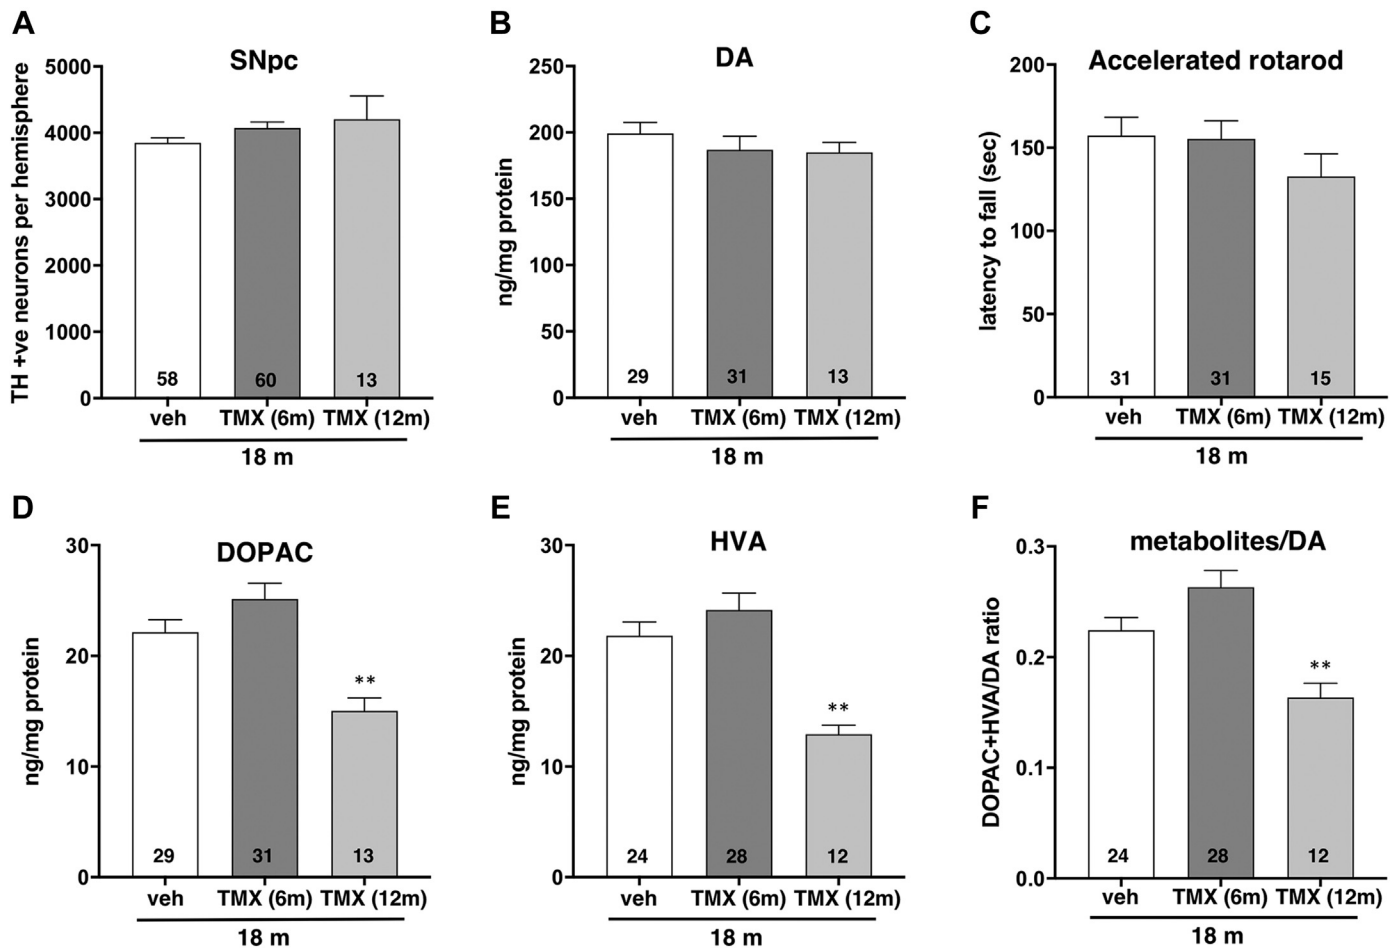 A
SNpc
TH +ve neurons per hemisphere
5000
4000
3000
2000
1000
0
58
60
13
veh
TMX (6m)
TMX (12m)
18 m
B
DA
ng/mg protein
250
200
150
100
50
0
29
31
13
veh
TMX (6m)
TMX (12m)
18 m
C
Accelerated rotarod
latency to fall (sec)
200
150
100
50
0
31
31
15
veh
TMX (6m)
TMX (12m)
18 m
D
DOPAC
ng/mg protein
30
20
10
0
**
29
31
13
veh
TMX (6m)
TMX (12m)
18 m
E
HVA
ng/mg protein
30
20
10
0
**
24
28
12
veh
TMX (6m)
TMX (12m)
18 m
F
metabolites/DA
DOPAC+HVA/DA ratio
0.3
0.2
0.1
0.0
**
24
28
12
veh
TMX (6m)
TMX (12m)
18 m